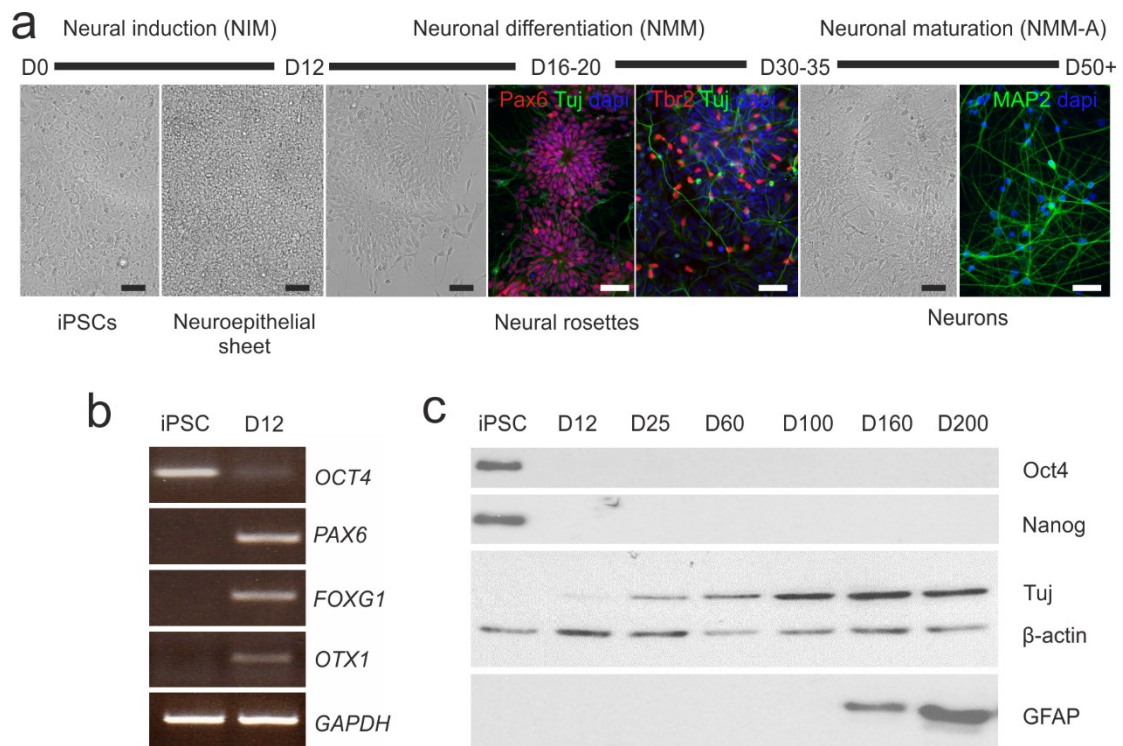 a
Neural induction (NIM)
Neuronal differentiation (NMM)
Neuronal maturation (NMM-A)
D0
D12
D16-20
D30-35
D50+
Pax6 Tuj dapi
Tbr2 Tuj dapi
MAP2 dapi
iPSCs
Neuroepithelial
sheet
Neural rosettes
Neurons
b
iPSC D12
OCT4
PAX6
FOXG1
OTX1
GAPDH
c
iPSC D12 D25 D60 D100 D160 D200
Oct4
Nanog
Tuj
β-actin
GFAP